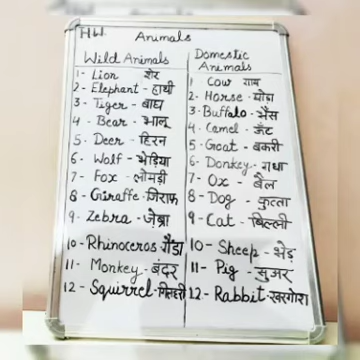 H.W. Animals
Wild Animals
1- Lion शेर
2- Elephant - हाथी
3- Tiger - बाघ
4- Bear - भालू
5- Deer - हिरन
6- Wolf - भेड़िया
7- Fox - लोमड़ी
8- Giraffe - जिराफ
9- Zebra - ज़ेब्रा
10- Rhinoceros - गैंडा
11- Monkey - बंदर
12- Squirrel -
Domestic
Animals
1 Cow गाय
2- Horse - घोड़ा
3- Buffalo - भैंस
4- Camel - ऊँट
5- Goat - बकरी
6- Donkey - गधा
7- Ox - बैल
8- Dog - कुत्ता
9- Cat - बिल्ली
10- Sheep - भेड़
11- Pig - सुअर
12- Rabbit - खरगोश